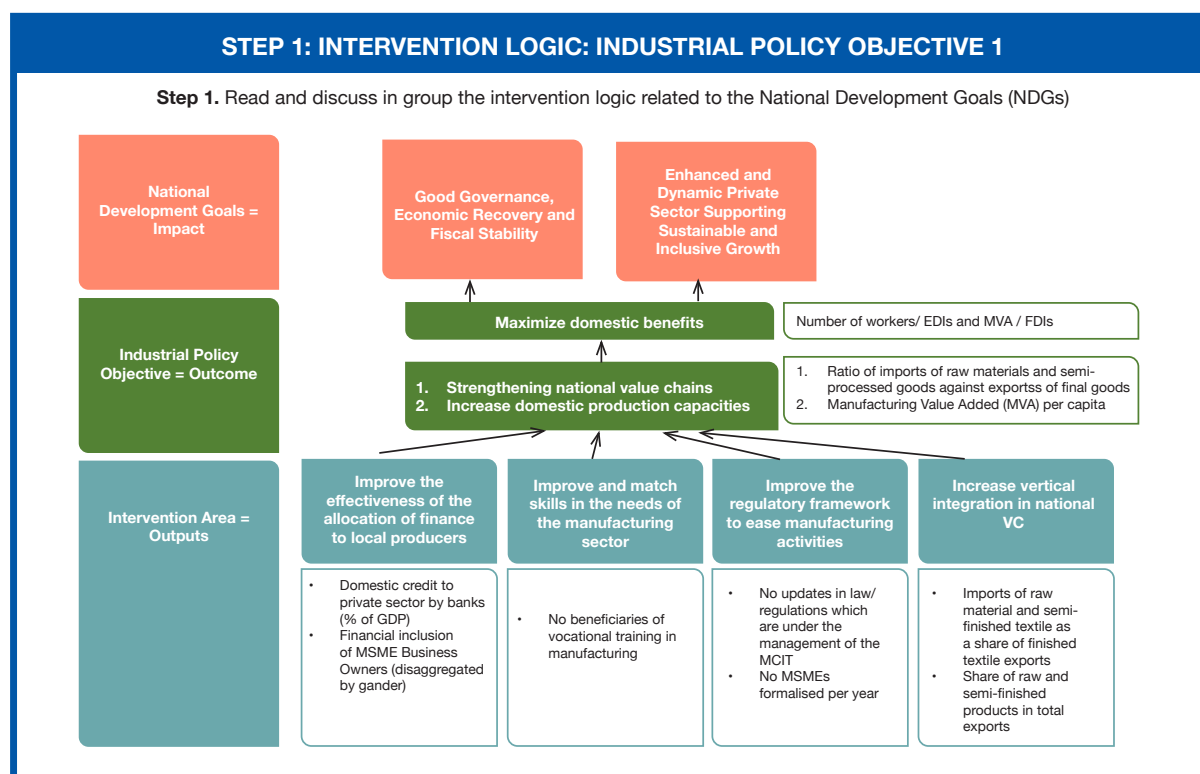 STEP 1: INTERVENTION LOGIC: INDUSTRIAL POLICY OBJECTIVE 1
Step 1. Read and discuss in group the intervention logic related to the National Development Goals (NDGs)
National
Development Goals =
Impact
Good Governance,
Economic Recovery and
Fiscal Stability
Enhanced and
Dynamic Private
Sector Supporting
Sustainable and
Inclusive Growth
Industrial Policy
Objective = Outcome
Maximize domestic benefits
Number of workers/ EDIs and MVA / FDIs
1. Strengthening national value chains
2. Increase domestic production capacities
1. Ratio of imports of raw materials and semi-
processed goods against exportss of final goods
2. Manufacturing Value Added (MVA) per capita
Intervention Area =
Outputs
Improve the
effectiveness of the
allocation of finance
to local producers
Improve and match
skills in the needs of
the manufacturing
sector
Improve the
regulatory framework
to ease manufacturing
activities
Increase vertical
integration in national
VC
• Domestic credit to
private sector by banks
(% of GDP)
• Financial inclusion
of MSME Business
Owners (disaggregated
by gander)
• No beneficiaries of
vocational training in
manufacturing
• No updates in law/
regulations which
are under the
management of the
MCIT
• No MSMEs
formalised per year
• Imports of raw
material and semi-
finished textile as
a share of finished
textile exports
• Share of raw and
semi-finished
products in total
exports